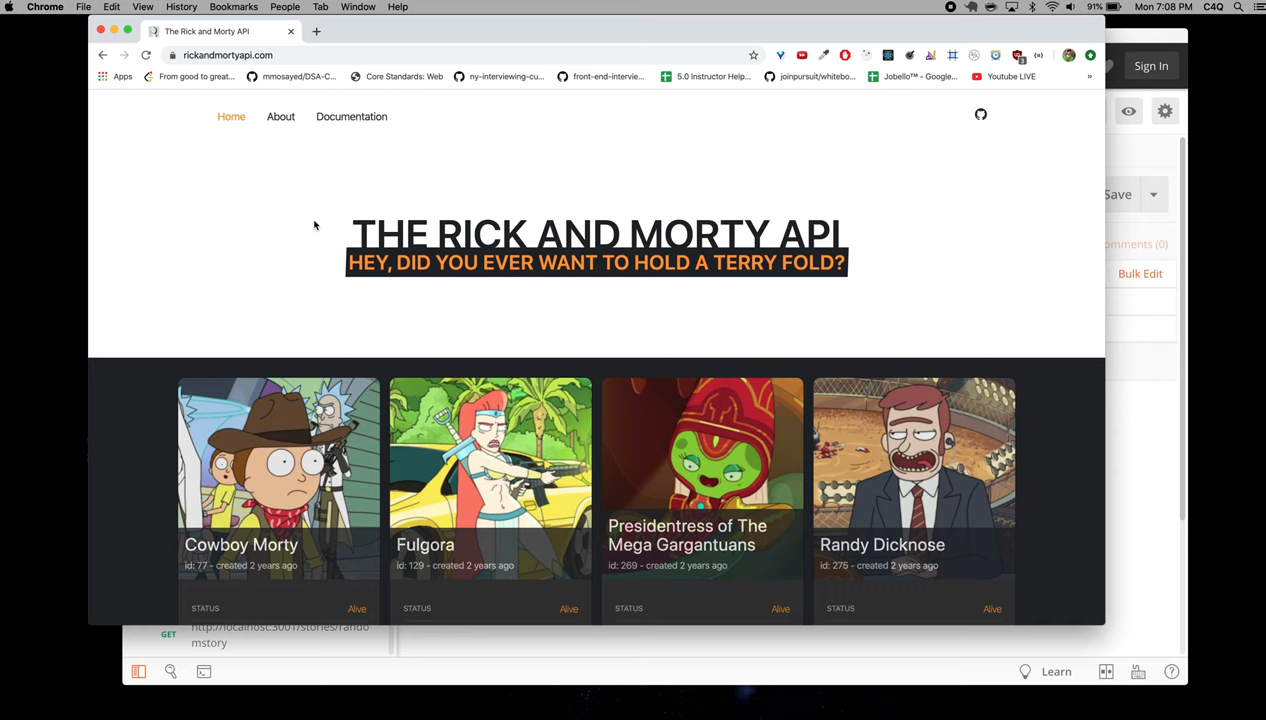 Chrome File Edit View History Bookmarks People Tab Window Help
91% Mon 7:08 PM C4Q
The Rick and Morty API
rickandmortyapi.com
Apps From good to great... mmosayed/DSA-C... Core Standards: Web ny-interviewing-cu... front-end-intervie... 5.0 Instructor Help... joinpursuit/whitebo... Jobello™ - Google... Youtube LIVE »
Sign In
Home About Documentation
Save
THE RICK AND MORTY API
HEY, DID YOU EVER WANT TO HOLD A TERRY FOLD?
omments (0)
Bulk Edit
Cowboy Morty
id: 77 - created 2 years ago
STATUS Alive
Fulgora
id: 129 - created 2 years ago
STATUS Alive
Presidentress of The
Mega Gargantuans
id: 269 - created 2 years ago
STATUS Alive
Randy Dicknose
id: 275 - created 2 years ago
STATUS Alive
GET http://localhost:3001/stories/rando
mstory
Learn